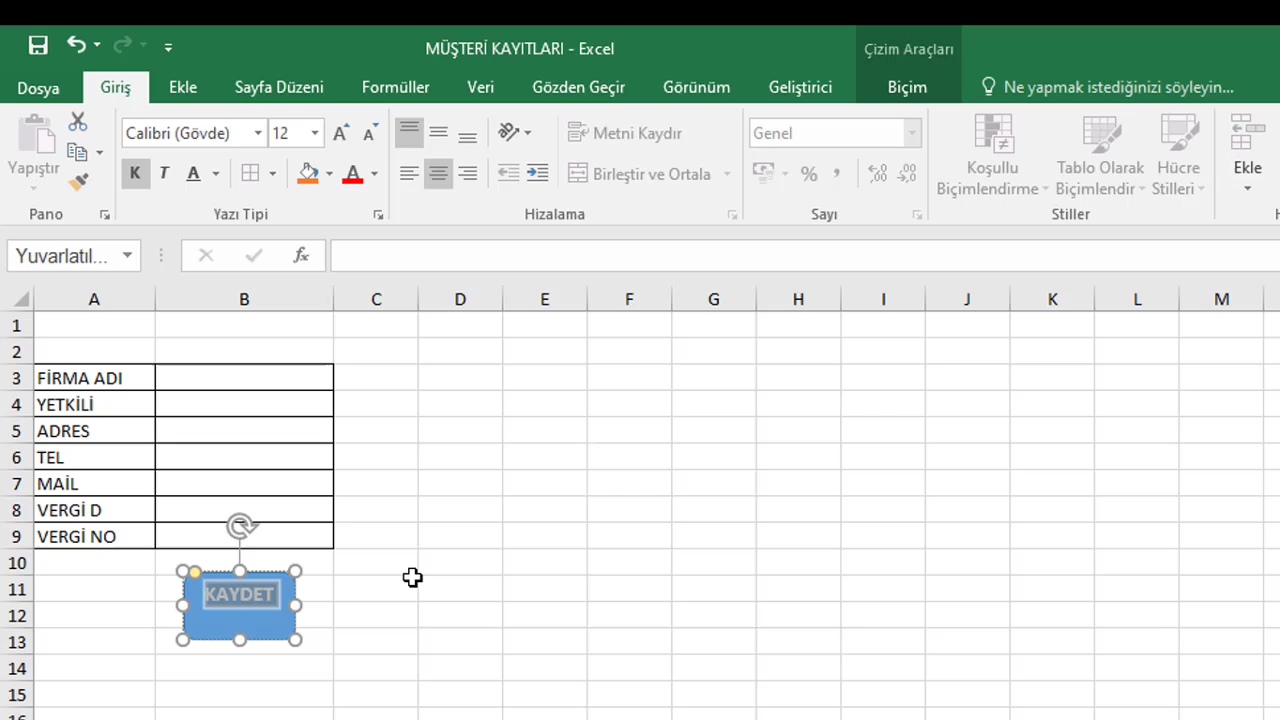 MÜŞTERİ KAYITLARI - Excel
Çizim Araçları
Dosya
Giriş
Ekle
Sayfa Düzeni
Formüller
Veri
Gözden Geçir
Görünüm
Geliştirici
Biçim
Ne yapmak istediğinizi söyleyin...
Yapıştır
Pano
Calibri (Gövde)
12
K T A
Yazı Tipi
Metni Kaydır
Birleştir ve Ortala
Hizalama
Genel
%
Sayı
Koşullu
Biçimlendirme
Tablo Olarak
Biçimlendir
Hücre
Stilleri
Stiller
Ekle
Yuvarlatıl...
fx
A B C D E F G H I J K L M
1
2
3 FİRMA ADI
4 YETKİLİ
5 ADRES
6 TEL
7 MAİL
8 VERGİ D
9 VERGİ NO
10
11 KAYDET
12
13
14
15